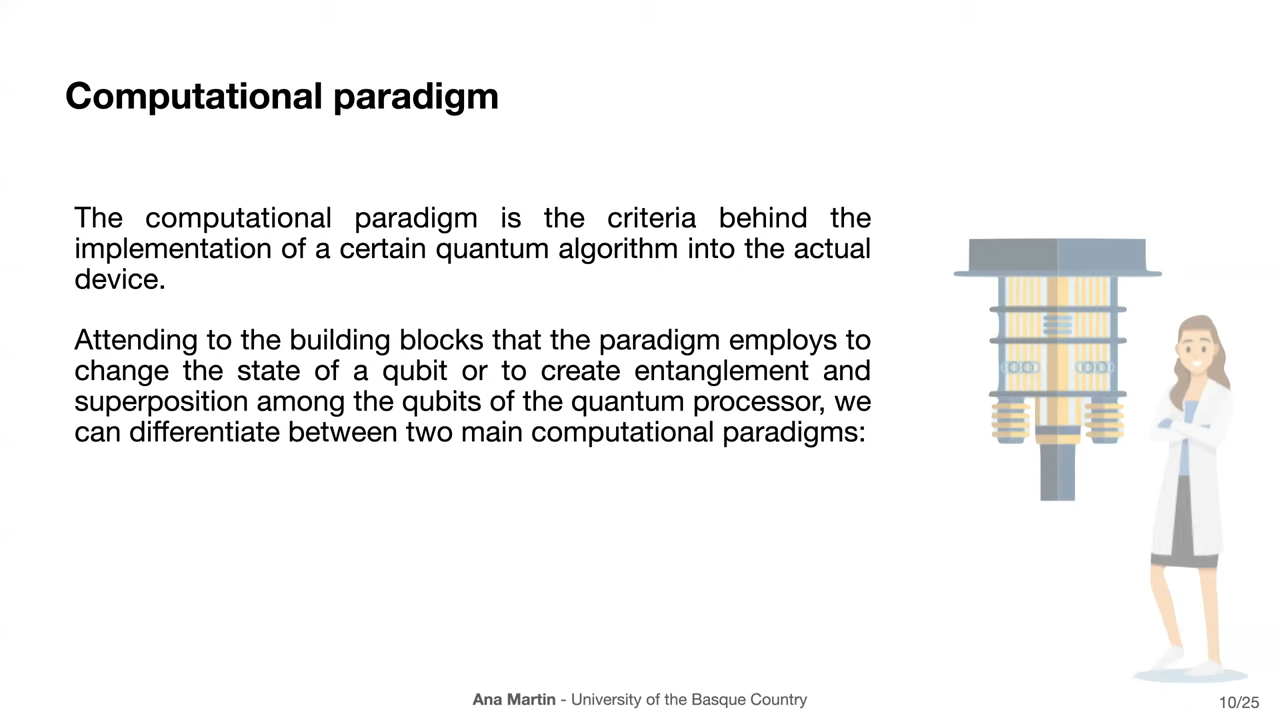 Computational paradigm
The computational paradigm is the criteria behind the
implementation of a certain quantum algorithm into the actual
device.
Attending to the building blocks that the paradigm employs to
change the state of a qubit or to create entanglement and
superposition among the qubits of the quantum processor, we
can differentiate between two main computational paradigms:
Ana Martin - University of the Basque Country
10/25